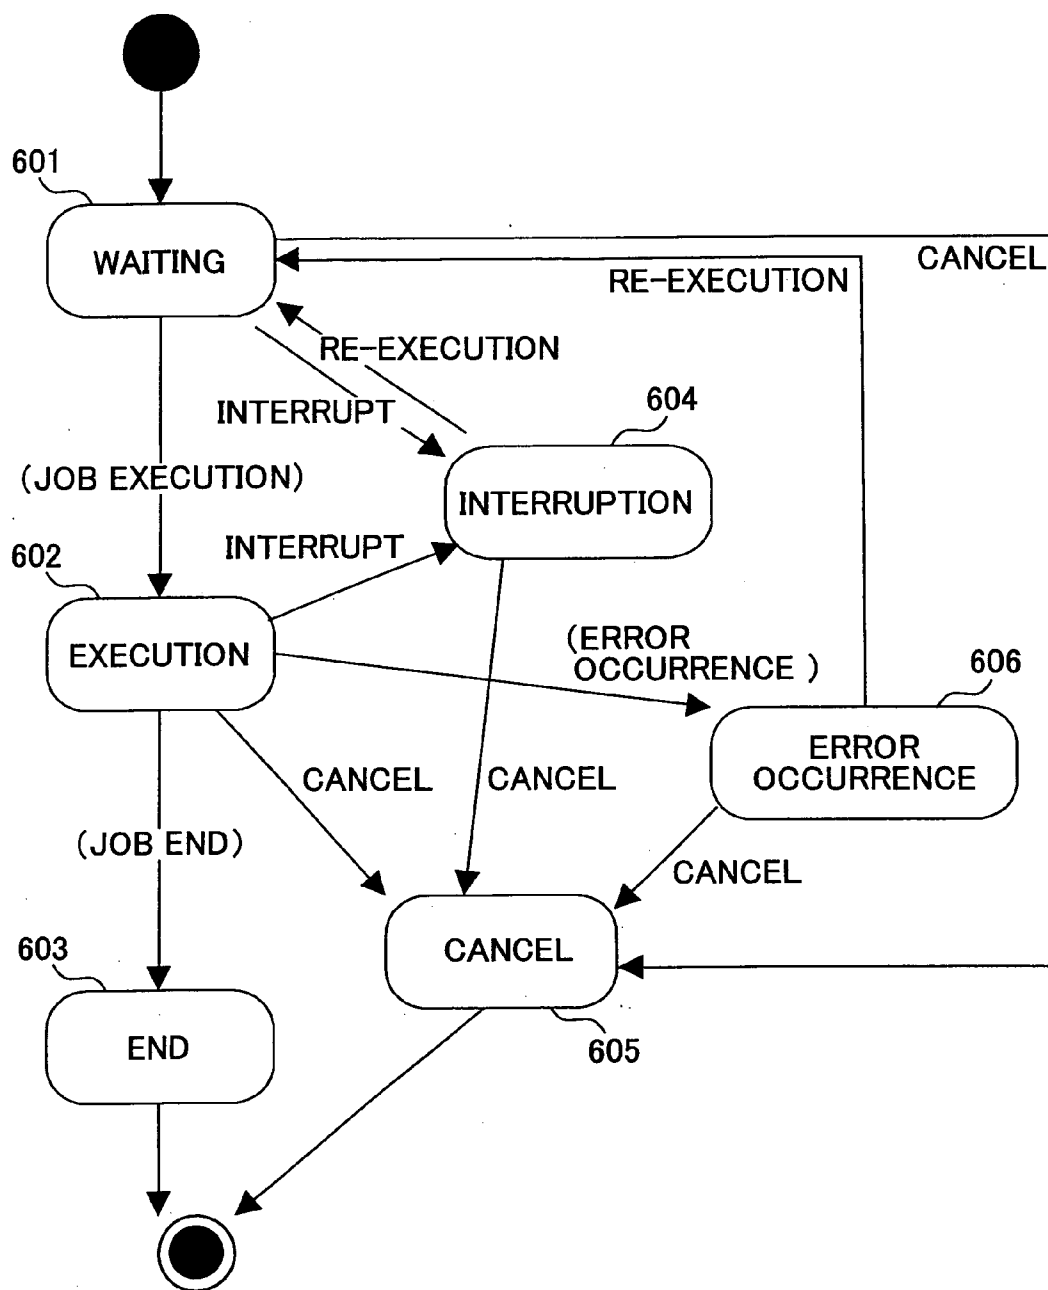 601
WAITING
CANCEL
RE-EXECUTION
RE-EXECUTION
INTERRUPT
604
(JOB EXECUTION)
INTERRUPTION
602
INTERRUPT
EXECUTION
(ERROR
OCCURRENCE )
606
ERROR
OCCURRENCE
CANCEL
CANCEL
(JOB END)
CANCEL
603
CANCEL
END
605